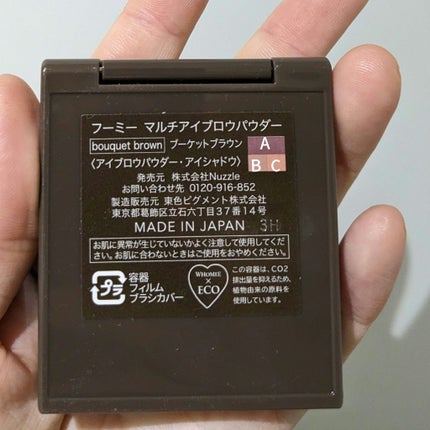 フーミー マルチアイブロウパウダー
bouquet brown ブーケットブラウン A
〈アイブロウパウダー・アイシャドウ〉 B C
発売元 株式会社Nuzzle
お問い合わせ先 0120-916-852
製造販売元 東色ピグメント株式会社
東京都葛飾区立石六丁目37番14号
MADE IN JAPAN 3H
お肌に異常が生じていないかよく注意して使用してくだ
さい。お肌に合わないときはご使用をおやめください。
プラ
容器
フィルム
ブラシカバー
WHOMEE
×
ECO
この容器は、CO2
排出量を抑えるため、
植物由来の原料を
使用しています。